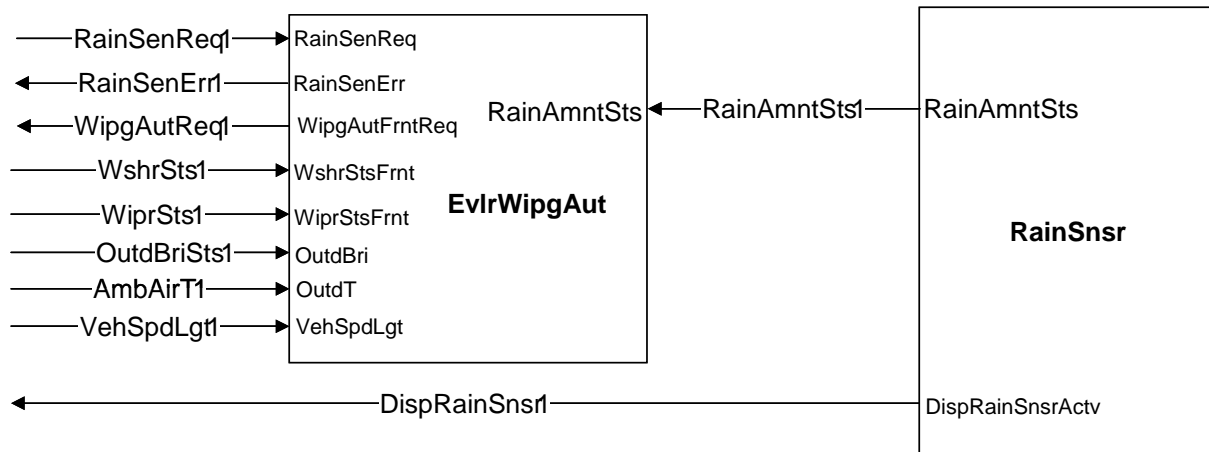 RainSenReq1 RainSenReq
RainSenErr1 RainSenErr
RainAmntSts RainAmntSts1 RainAmntSts
WipgAutReq1 WipgAutFrntReq
WshrSts1 WshrStsFrnt
EvlrWipgAut
WiprSts1 WiprStsFrnt
RainSnsr
OutdBriSts1 OutdBri
AmbAirT1 OutdT
VehSpdLgt1 VehSpdLgt
DispRainSnsr1 DispRainSnsrActv